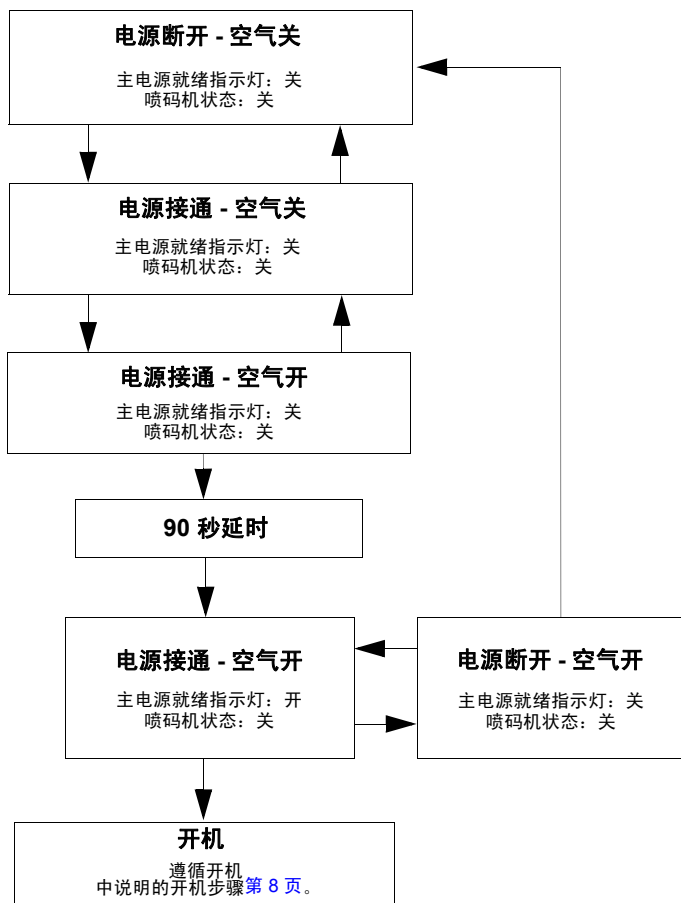 电源断开 - 空气关
主电源就绪指示灯：关
喷码机状态：关
电源接通 - 空气关
主电源就绪指示灯：关
喷码机状态：关
电源接通 - 空气开
主电源就绪指示灯：关
喷码机状态：关
90 秒延时
电源接通 - 空气开
主电源就绪指示灯：开
喷码机状态：关
电源断开 - 空气开
主电源就绪指示灯：关
喷码机状态：关
开机
遵循开机
中说明的开机步骤第 8 页。